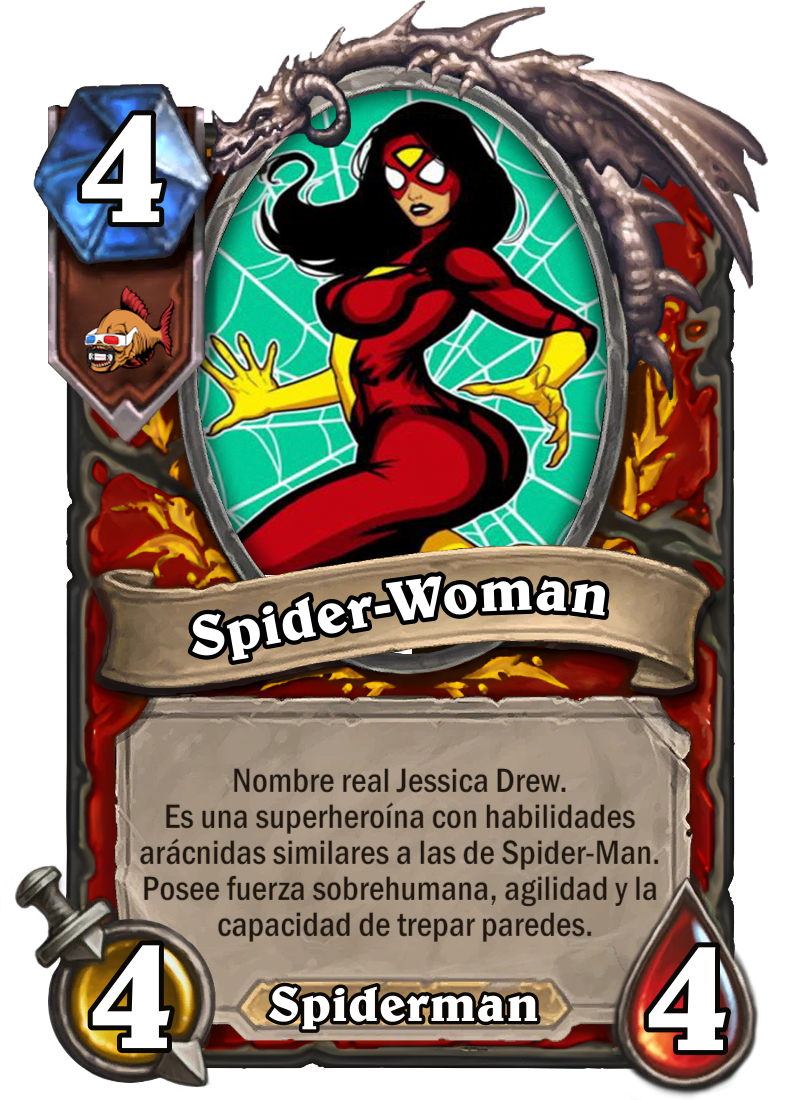 4
Spider-Woman
Nombre real Jessica Drew.
Es una superheroína con habilidades
arácnidas similares a las de Spider-Man.
Posee fuerza sobrehumana, agilidad y la
capacidad de trepar paredes.
4
Spiderman
4